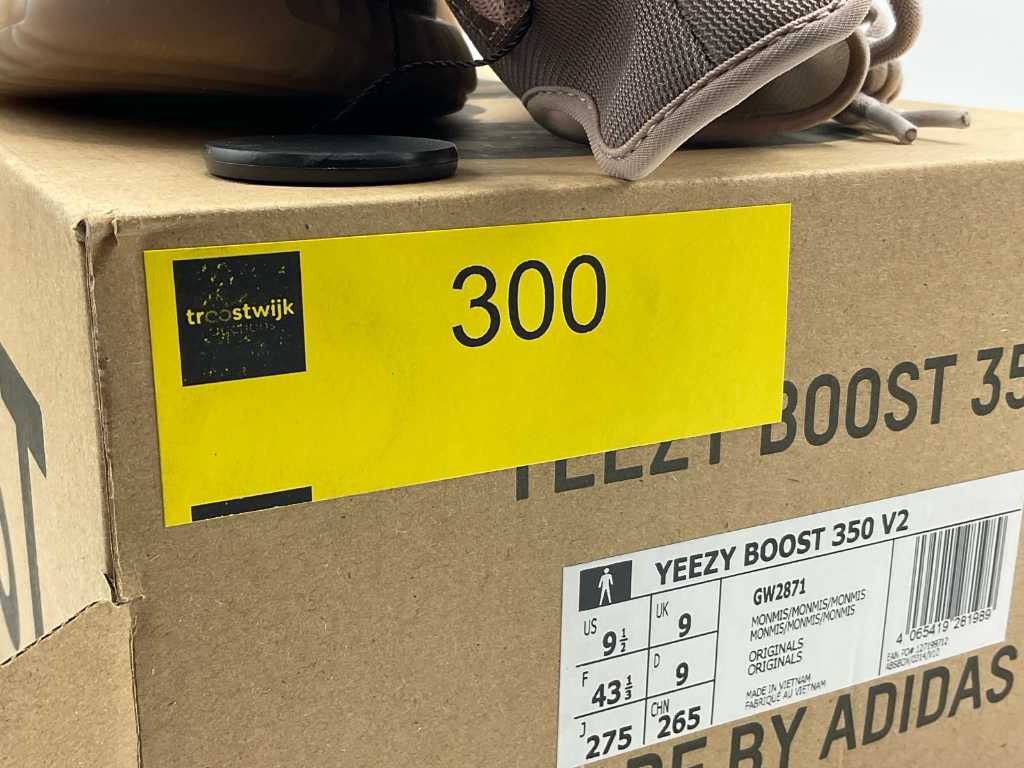 troostwijk
300
YEEZY BOOST 35
YEEZY BOOST 350 V2
US 9½
UK 9
F 43⅓
D 9
J 275
CHN 265
GW2871
MONMIS/MONMIS/MONMIS
MONMIS/MONMIS/MONMIS
ORIGINALS
ORIGINALS
MADE IN VIETNAM
FABRIQUÉ AU VIETNAM
4 065419 281989
BY ADIDAS